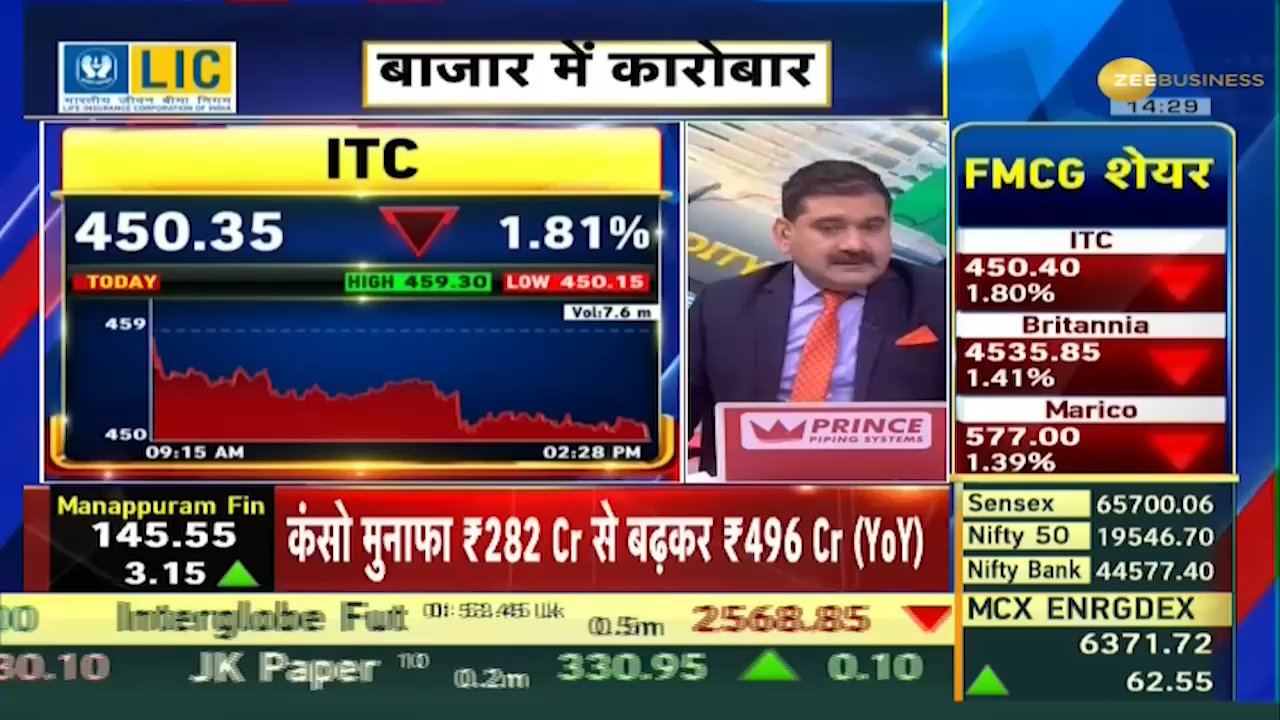 LIC
भारतीय जीवन बीमा निगम
LIFE INSURANCE CORPORATION OF INDIA
बाजार में कारोबार
ZEEBUSINESS
14:29
ITC
450.35 1.81%
TODAY HIGH 459.30 LOW 450.15
Vol:7.6 m
459
450
09:15 AM 02:28 PM
DITY
PRINCE
PIPING SYSTEMS
FMCG शेयर
ITC
450.40
1.80%
Britannia
4535.85
1.41%
Marico
577.00
1.39%
Manappuram Fin
145.55
3.15
कंसो मुनाफा ₹282 Cr से बढ़कर ₹496 Cr (YoY)
Sensex 65700.06
Nifty 50 19546.70
Nifty Bank 44577.40
MCX ENRGDEX
6371.72
62.55
Interglobe Fut 0.5m 2568.85
30.10 JK Paper 0.2m 330.95 0.10